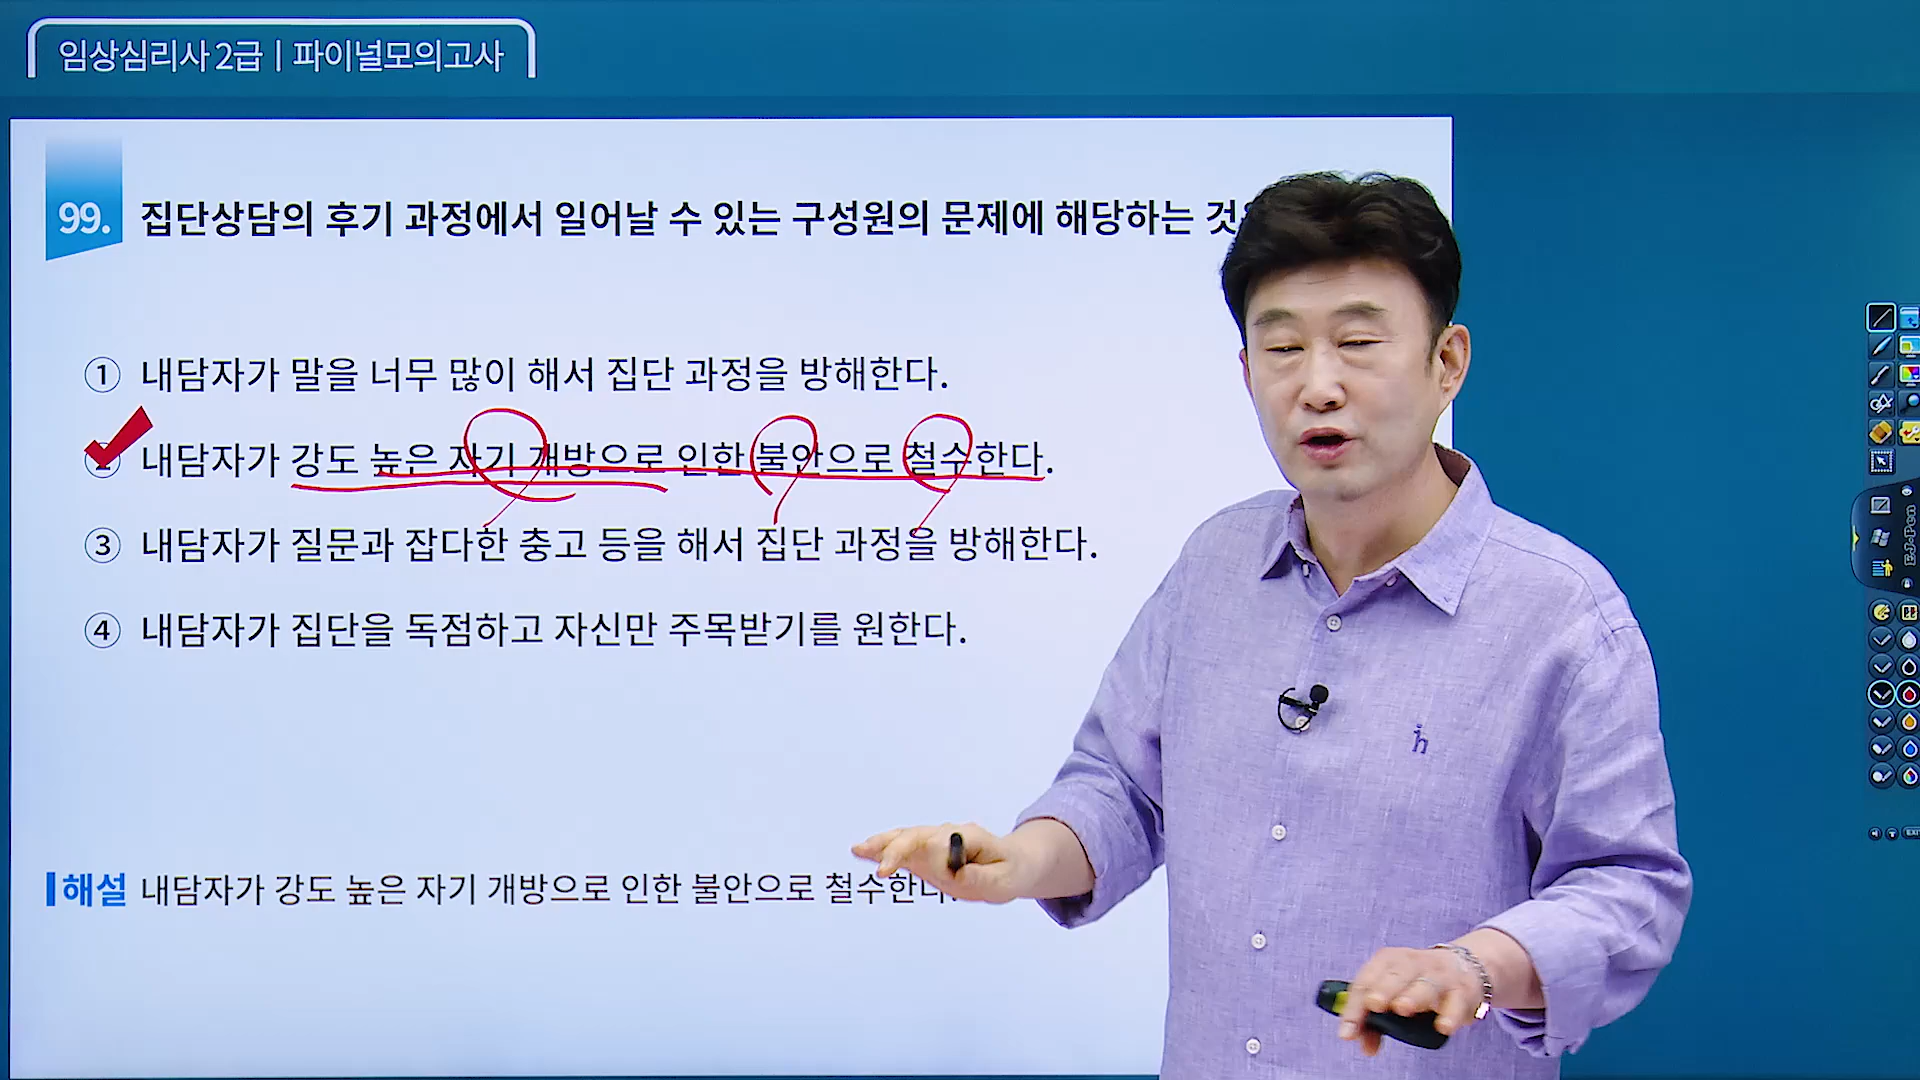 임상심리사 2급 | 파이널모의고사
99. 집단상담의 후기 과정에서 일어날 수 있는 구성원의 문제에 해당하는
① 내담자가 말을 너무 많이 해서 집단 과정을 방해한다.
② 내담자가 강도 높은 자기 개방으로 인한 불안으로 철수한다.
③ 내담자가 질문과 잡다한 충고 등을 해서 집단 과정을 방해한다.
④ 내담자가 집단을 독점하고 자신만 주목받기를 원한다.
해설 내담자가 강도 높은 자기 개방으로 인한 불안으로 철수한다.
h
E.J-Pen